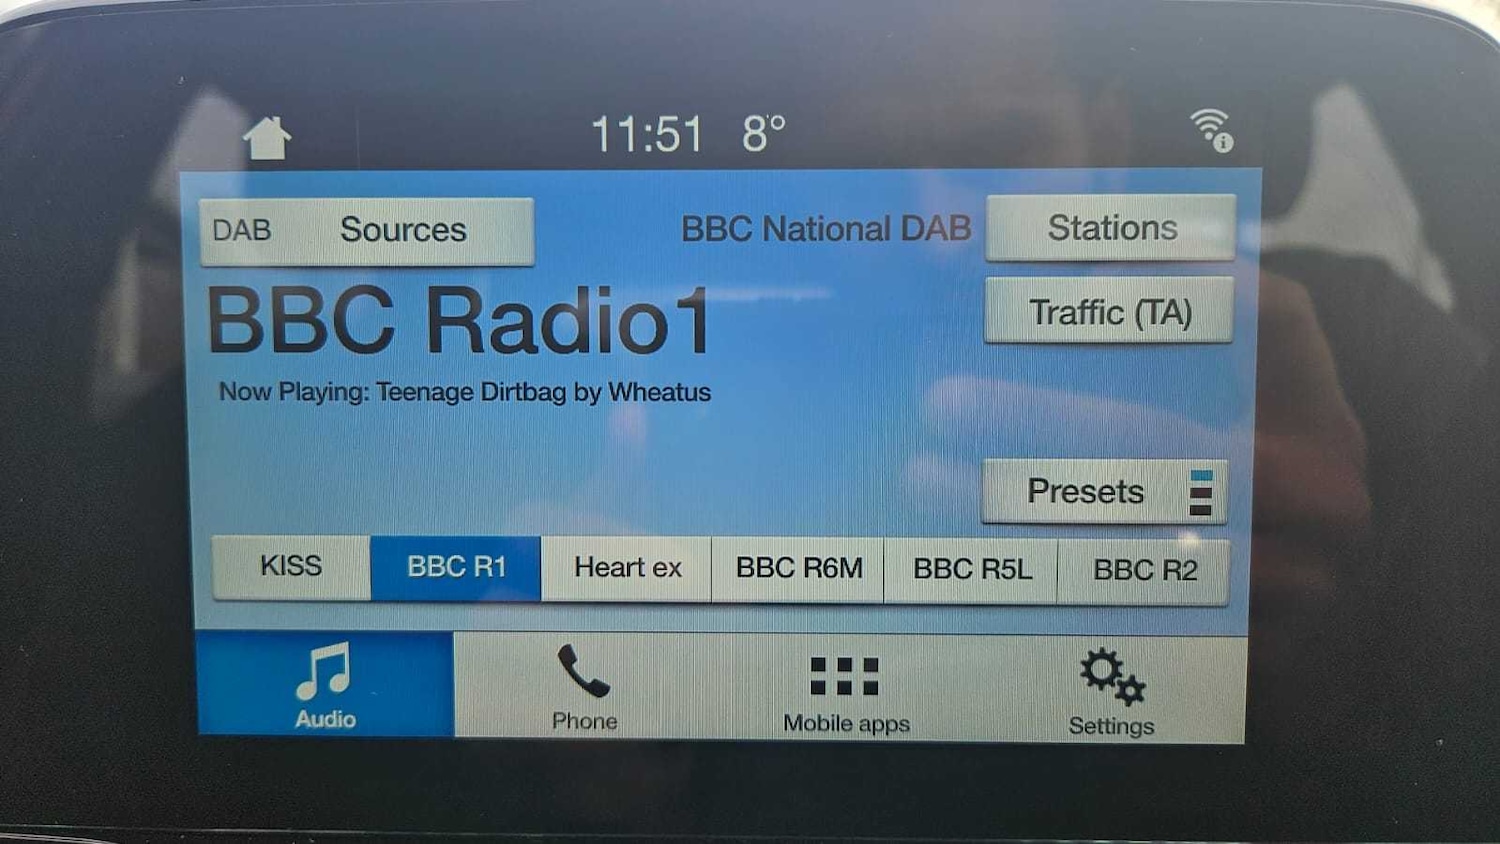 11:51 8°
DAB Sources
BBC National DAB
Stations
BBC Radio1
Traffic (TA)
Now Playing: Teenage Dirtbag by Wheatus
Presets
KISS
BBC R1
Heart ex
BBC R6M
BBC R5L
BBC R2
Audio
Phone
Mobile apps
Settings